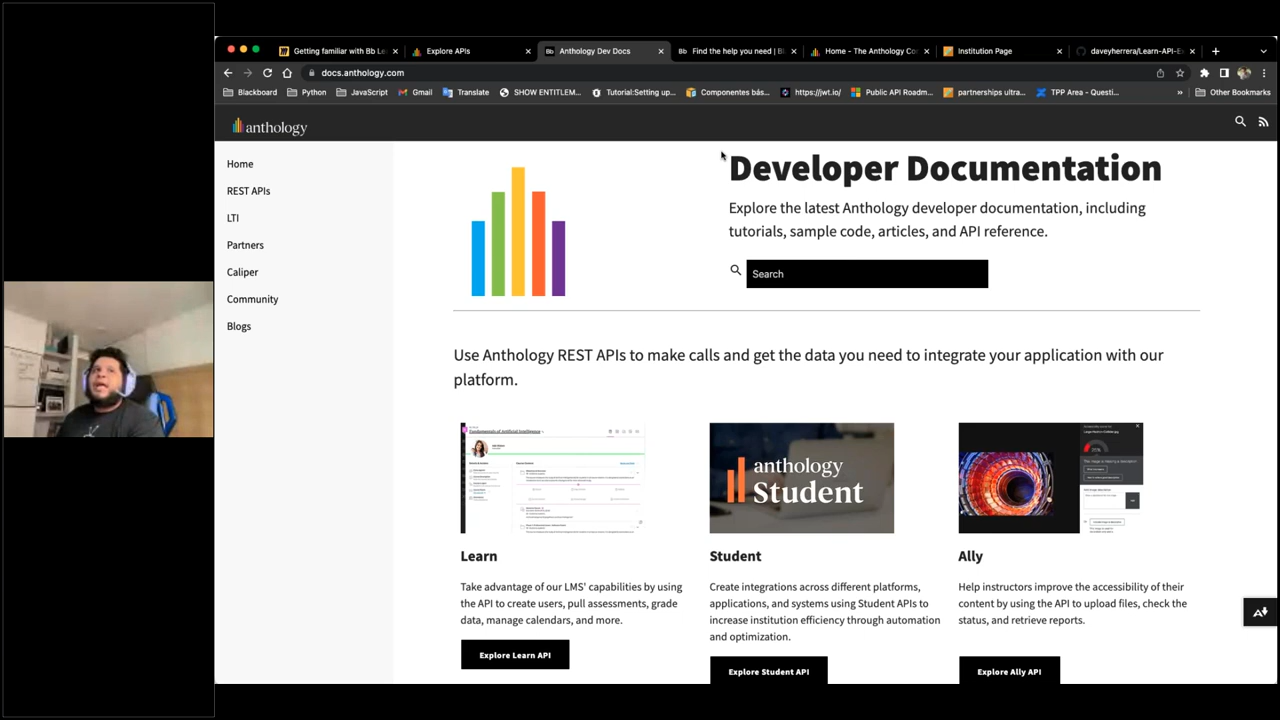 Getting familiar with Bb Le
Explore APIs
Anthology Dev Docs
Bb
Find the help you need | Bl
Home - The Anthology Co
Institution Page
daveyherrera/Learn-API-E
docs.anthology.com
Blackboard
Python
JavaScript
Gmail
Translate
SHOW ENTITLEM...
Tutorial:Setting up...
Componentes bás...
https://jwt.io/
Public API Roadm...
partnerships ultra...
TPP Area - Questi...
»
Other Bookmarks
anthology
Home
REST APIs
LTI
Partners
Caliper
Community
Blogs
Developer Documentation
Explore the latest Anthology developer documentation, including
tutorials, sample code, articles, and API reference.
Search
Use Anthology REST APIs to make calls and get the data you need to integrate your application with our
platform.
anthology
Student
Learn
Take advantage of our LMS' capabilities by using
the API to create users, pull assessments, grade
data, manage calendars, and more.
Explore Learn API
Student
Create integrations across different platforms,
applications, and systems using Student APIs to
increase institution efficiency through automation
and optimization.
Explore Student API
Ally
Help instructors improve the accessibility of their
content by using the API to upload files, check the
status, and retrieve reports.
Explore Ally API